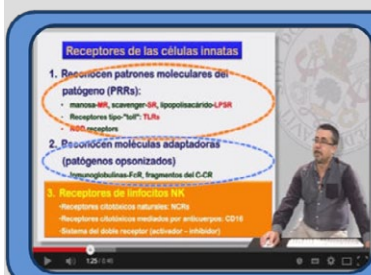 Receptores de las células innatas
1. Reconocen patrones moleculares del
patógeno (PRRs):
- manosa-MR, scavenger-SR, lipopolisacárido-LPSR
- Receptores tipo-"toll": TLRs
- NOD receptors
2. Reconocen moléculas adaptadoras
(patógenos opsonizados)
- Inmunoglobulinas-FcR, fragmentos del C-CR
3. Receptores de linfocitos NK
-Receptores citotóxicos naturales: NCRs
-Receptores citotóxicos mediados por anticuerpos: CD16
-Sistema del doble receptor (activador – inhibidor)